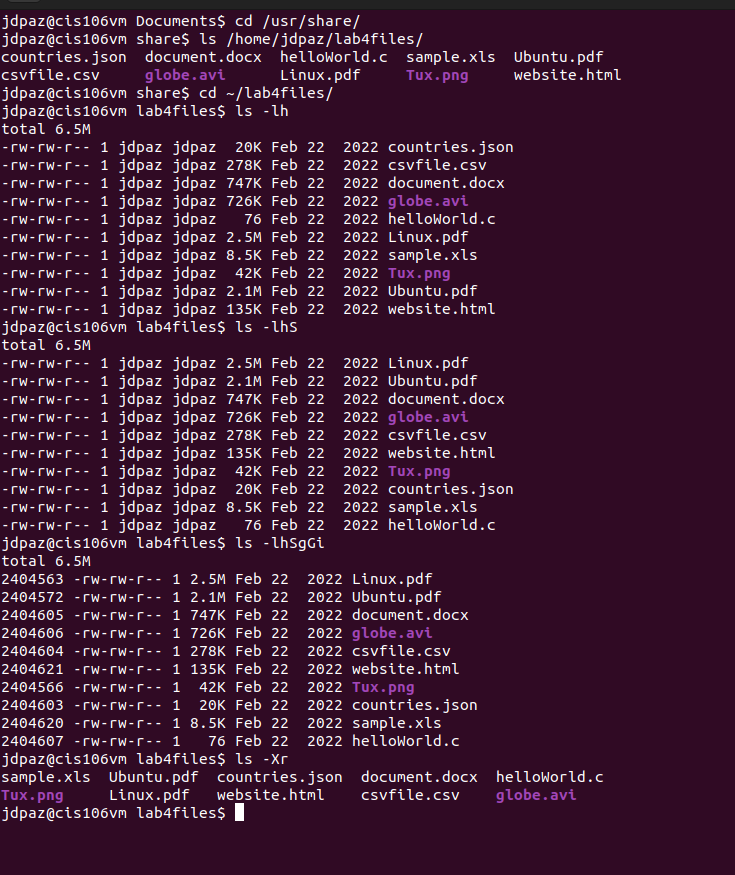 jdpaz@cis106vm Documents$ cd /usr/share/
jdpaz@cis106vm share$ ls /home/jdpaz/lab4files/
countries.json  document.docx  helloWorld.c  sample.xls  Ubuntu.pdf
csvfile.csv     globe.avi      Linux.pdf     Tux.png     website.html
jdpaz@cis106vm share$ cd ~/lab4files/
jdpaz@cis106vm lab4files$ ls -lh
total 6.5M
-rw-rw-r-- 1 jdpaz jdpaz  20K Feb 22  2022 countries.json
-rw-rw-r-- 1 jdpaz jdpaz 278K Feb 22  2022 csvfile.csv
-rw-rw-r-- 1 jdpaz jdpaz 747K Feb 22  2022 document.docx
-rw-rw-r-- 1 jdpaz jdpaz 726K Feb 22  2022 globe.avi
-rw-rw-r-- 1 jdpaz jdpaz   76 Feb 22  2022 helloWorld.c
-rw-rw-r-- 1 jdpaz jdpaz 2.5M Feb 22  2022 Linux.pdf
-rw-rw-r-- 1 jdpaz jdpaz 8.5K Feb 22  2022 sample.xls
-rw-rw-r-- 1 jdpaz jdpaz  42K Feb 22  2022 Tux.png
-rw-rw-r-- 1 jdpaz jdpaz 2.1M Feb 22  2022 Ubuntu.pdf
-rw-rw-r-- 1 jdpaz jdpaz 135K Feb 22  2022 website.html
jdpaz@cis106vm lab4files$ ls -lhS
total 6.5M
-rw-rw-r-- 1 jdpaz jdpaz 2.5M Feb 22  2022 Linux.pdf
-rw-rw-r-- 1 jdpaz jdpaz 2.1M Feb 22  2022 Ubuntu.pdf
-rw-rw-r-- 1 jdpaz jdpaz 747K Feb 22  2022 document.docx
-rw-rw-r-- 1 jdpaz jdpaz 726K Feb 22  2022 globe.avi
-rw-rw-r-- 1 jdpaz jdpaz 278K Feb 22  2022 csvfile.csv
-rw-rw-r-- 1 jdpaz jdpaz 135K Feb 22  2022 website.html
-rw-rw-r-- 1 jdpaz jdpaz  42K Feb 22  2022 Tux.png
-rw-rw-r-- 1 jdpaz jdpaz  20K Feb 22  2022 countries.json
-rw-rw-r-- 1 jdpaz jdpaz 8.5K Feb 22  2022 sample.xls
-rw-rw-r-- 1 jdpaz jdpaz   76 Feb 22  2022 helloWorld.c
jdpaz@cis106vm lab4files$ ls -lhSgGi
total 6.5M
2404563 -rw-rw-r-- 1 2.5M Feb 22  2022 Linux.pdf
2404572 -rw-rw-r-- 1 2.1M Feb 22  2022 Ubuntu.pdf
2404605 -rw-rw-r-- 1 747K Feb 22  2022 document.docx
2404606 -rw-rw-r-- 1 726K Feb 22  2022 globe.avi
2404604 -rw-rw-r-- 1 278K Feb 22  2022 csvfile.csv
2404621 -rw-rw-r-- 1 135K Feb 22  2022 website.html
2404566 -rw-rw-r-- 1  42K Feb 22  2022 Tux.png
2404603 -rw-rw-r-- 1  20K Feb 22  2022 countries.json
2404620 -rw-rw-r-- 1 8.5K Feb 22  2022 sample.xls
2404607 -rw-rw-r-- 1   76 Feb 22  2022 helloWorld.c
jdpaz@cis106vm lab4files$ ls -Xr
sample.xls  Ubuntu.pdf  countries.json  document.docx  helloWorld.c
Tux.png     Linux.pdf   website.html    csvfile.csv    globe.avi
jdpaz@cis106vm lab4files$